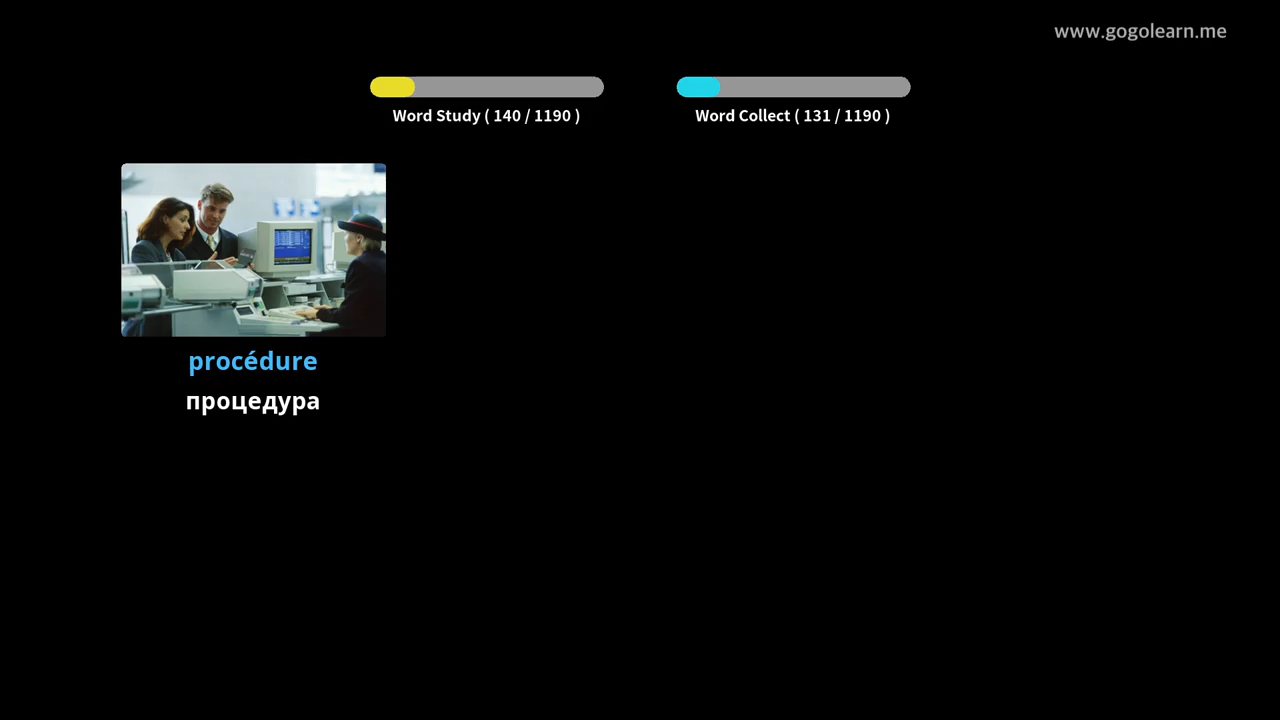 www.gogolearn.me
Word Study ( 140 / 1190 )
Word Collect ( 131 / 1190 )
procédure
процедура